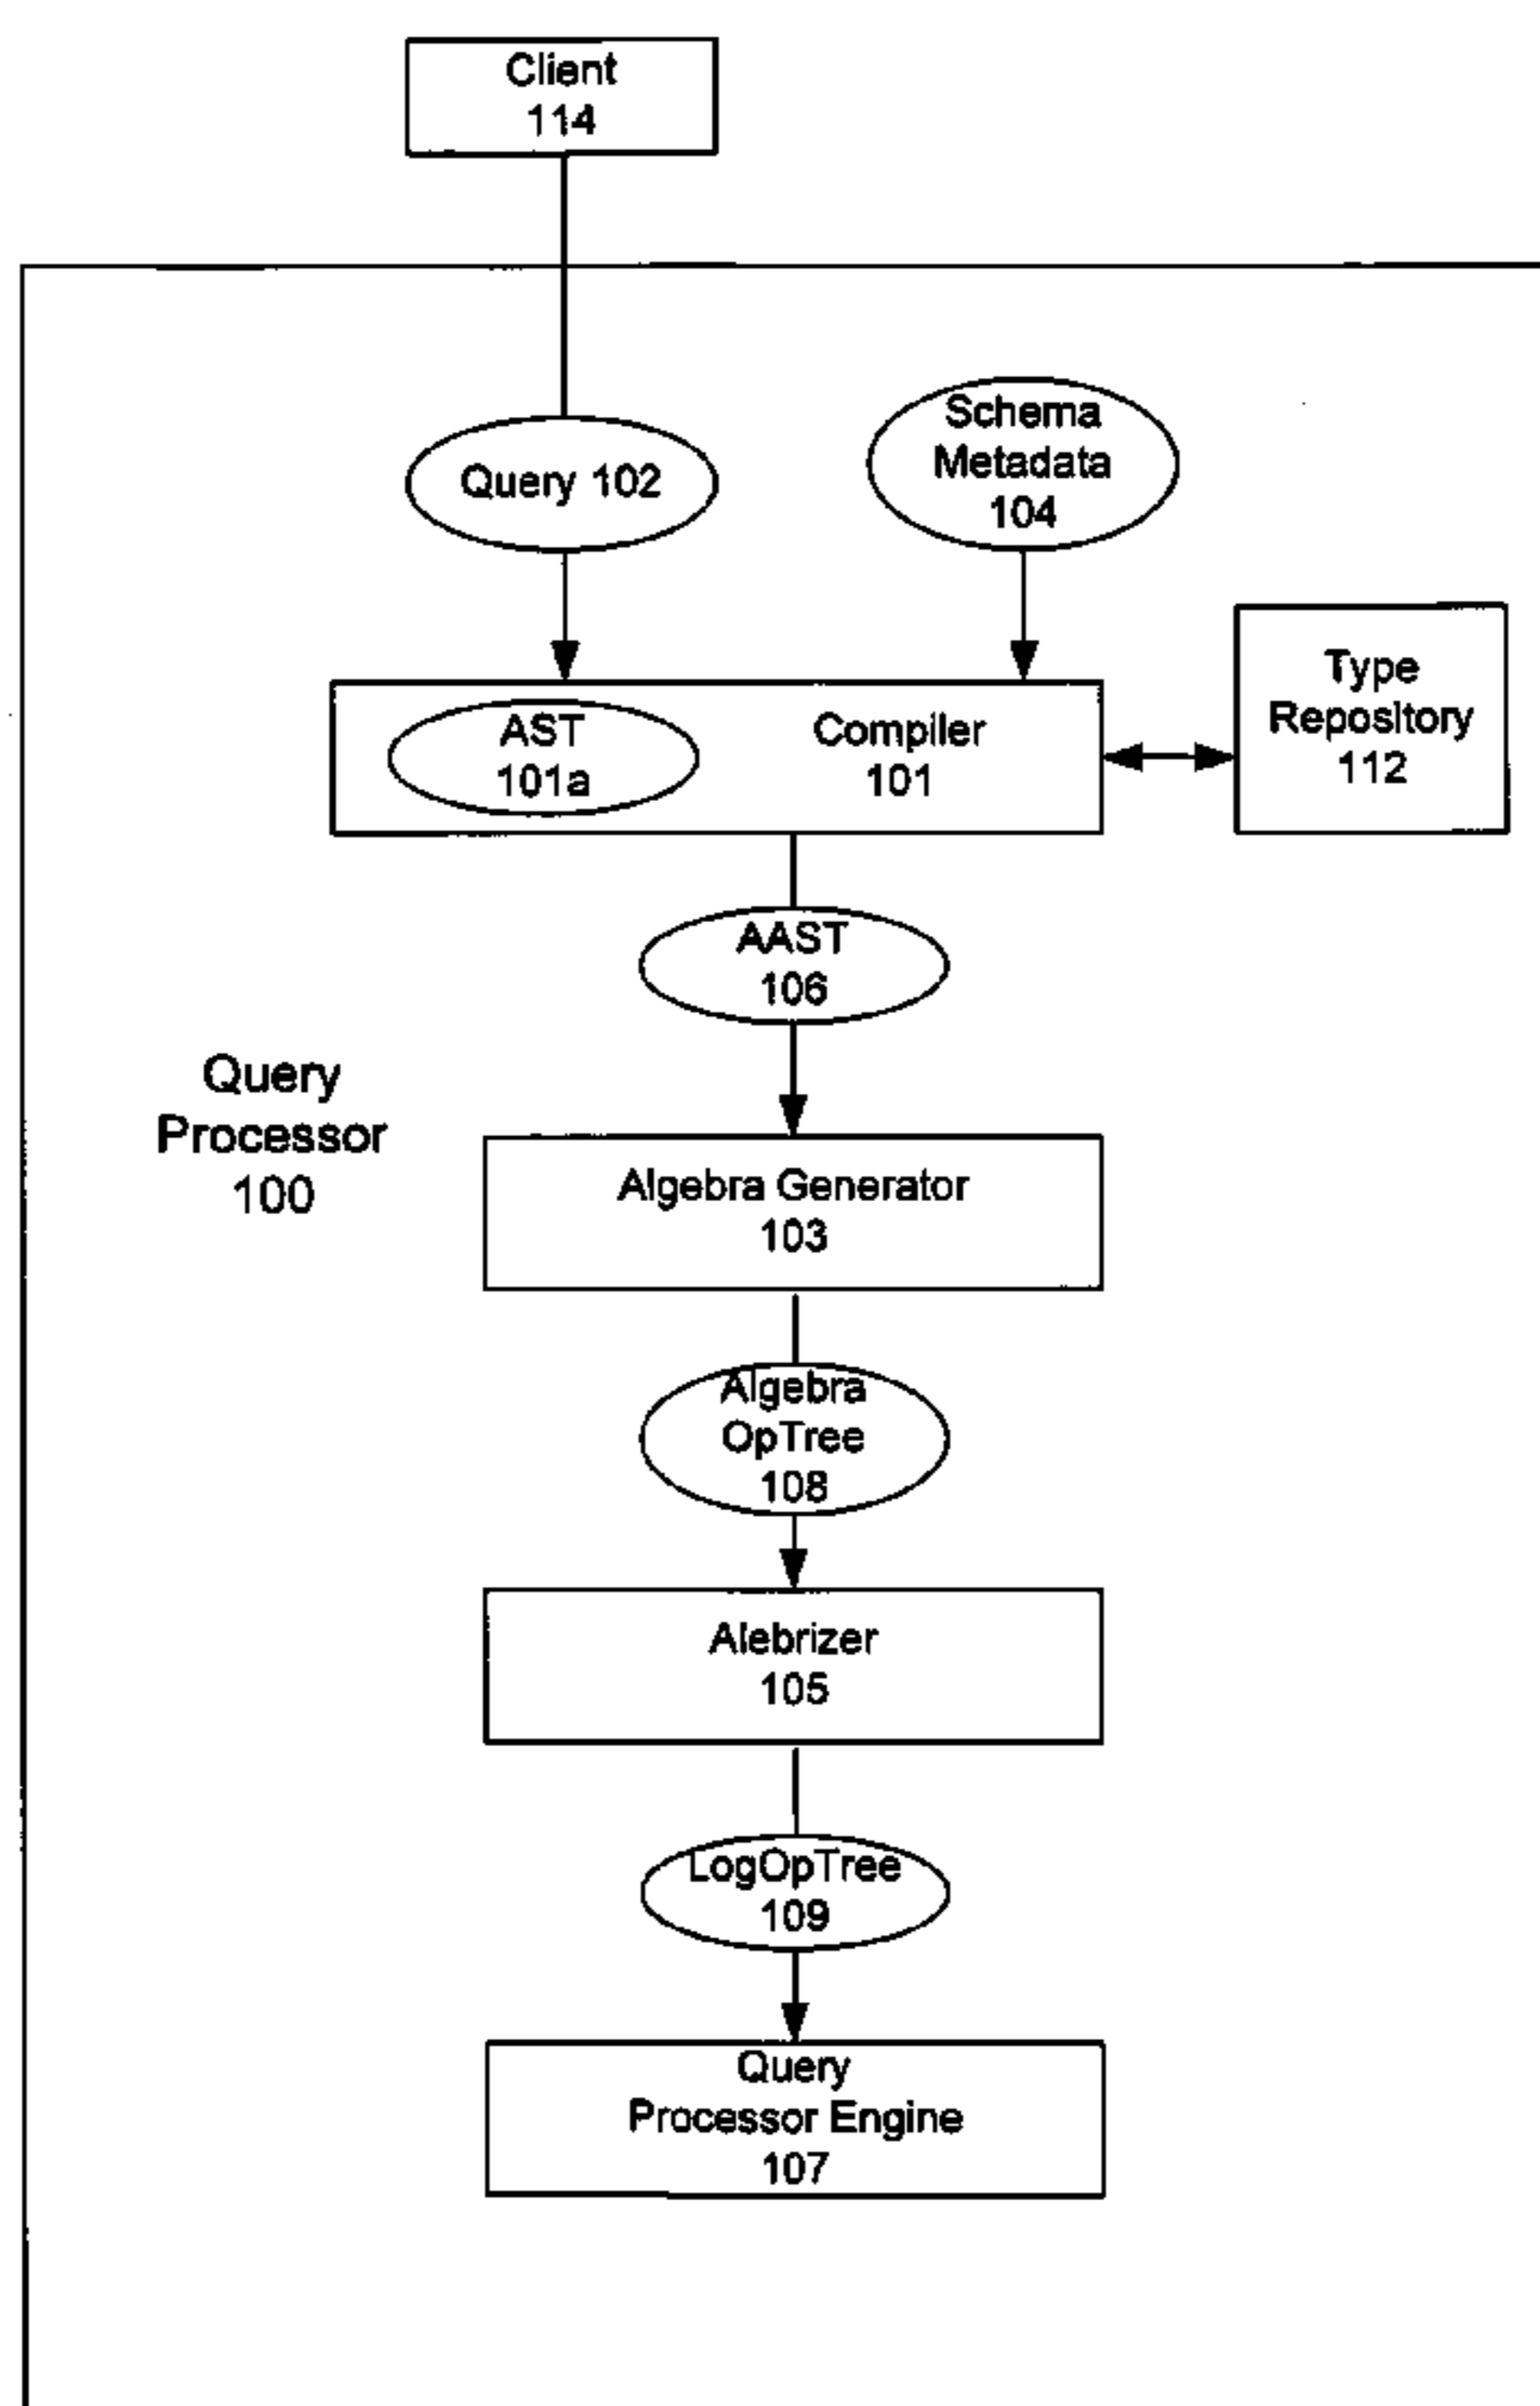 Client
114
Query 102
Schema
Metadata
104
AST
101a
Compiler
101
Type
Repository
112
AAST
106
Query
Processor
100
Algebra Generator
103
Algebra
OpTree
108
Alebrizer
105
LogOpTree
109
Query
Processor Engine
107